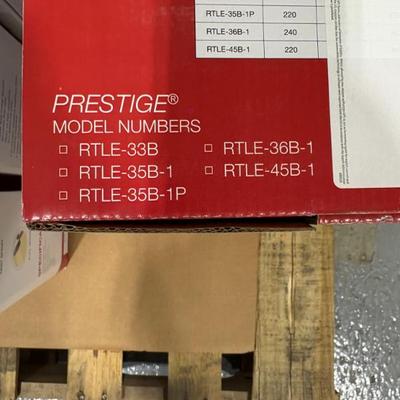 RTLE-35B-1P 220
RTLE-36B-1 240
RTLE-45B-1 220
PRESTIGE®
MODEL NUMBERS
□ RTLE-33B □ RTLE-36B-1
□ RTLE-35B-1 □ RTLE-45B-1
□ RTLE-35B-1P